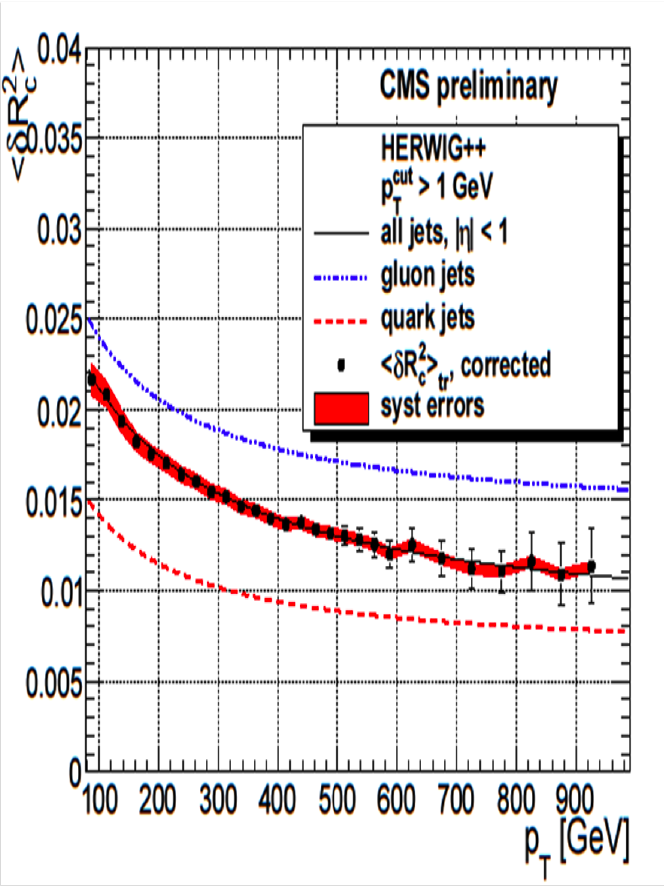 <δR_c^2>
0.04
0.035
0.03
0.025
0.02
0.015
0.01
0.005
0
CMS preliminary
HERWIG++
p_T^cut > 1 GeV
all jets, |η| < 1
gluon jets
quark jets
<δR_c^2>_tr, corrected
syst errors
100 200 300 400 500 600 700 800 900
p_T [GeV]